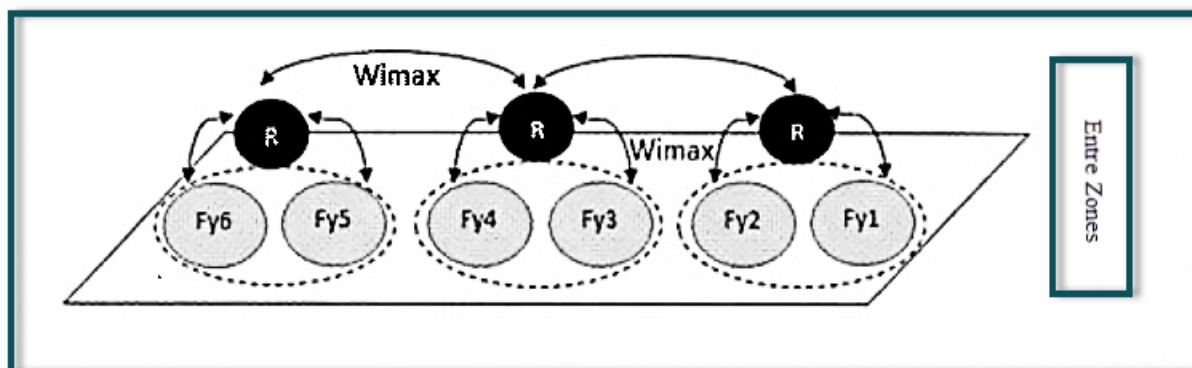 Wimax
R
R
R
Wimax
Fy6
Fy5
Fy4
Fy3
Fy2
Fy1
Entre Zones